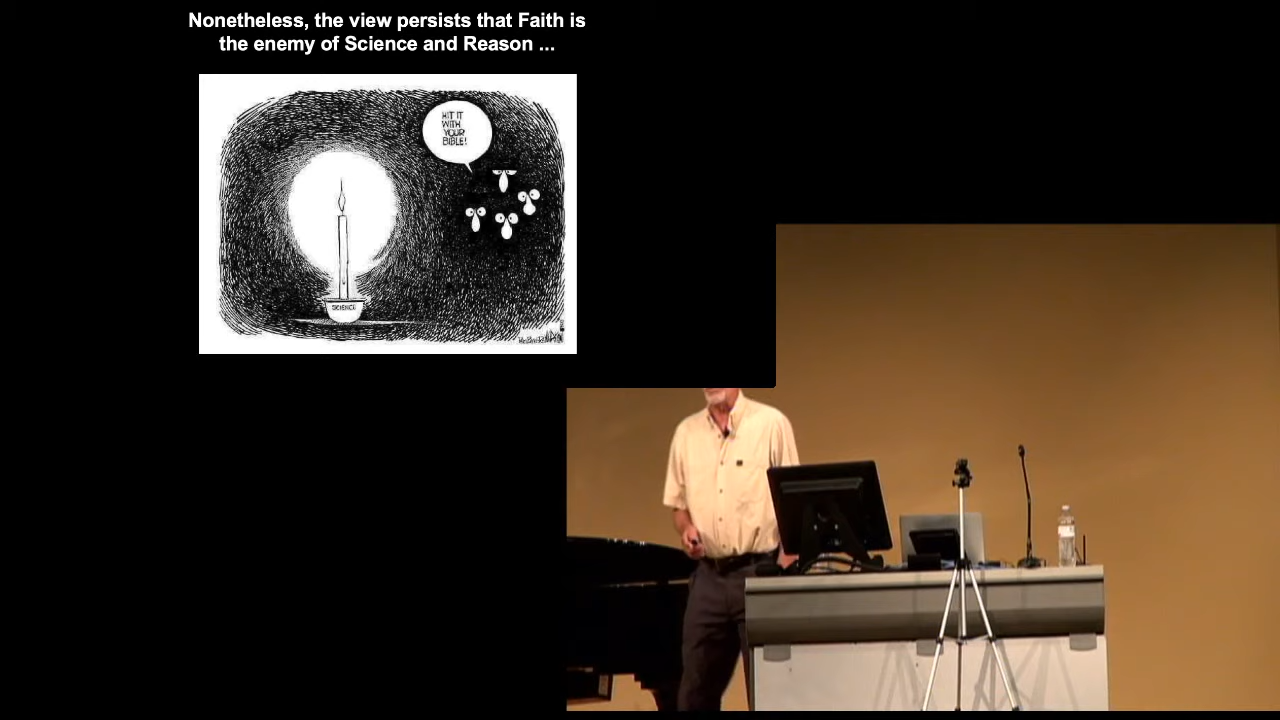 Nonetheless, the view persists that Faith is
the enemy of Science and Reason ...
HIT IT
WITH
YOUR
BIBLE!
SCIENCE